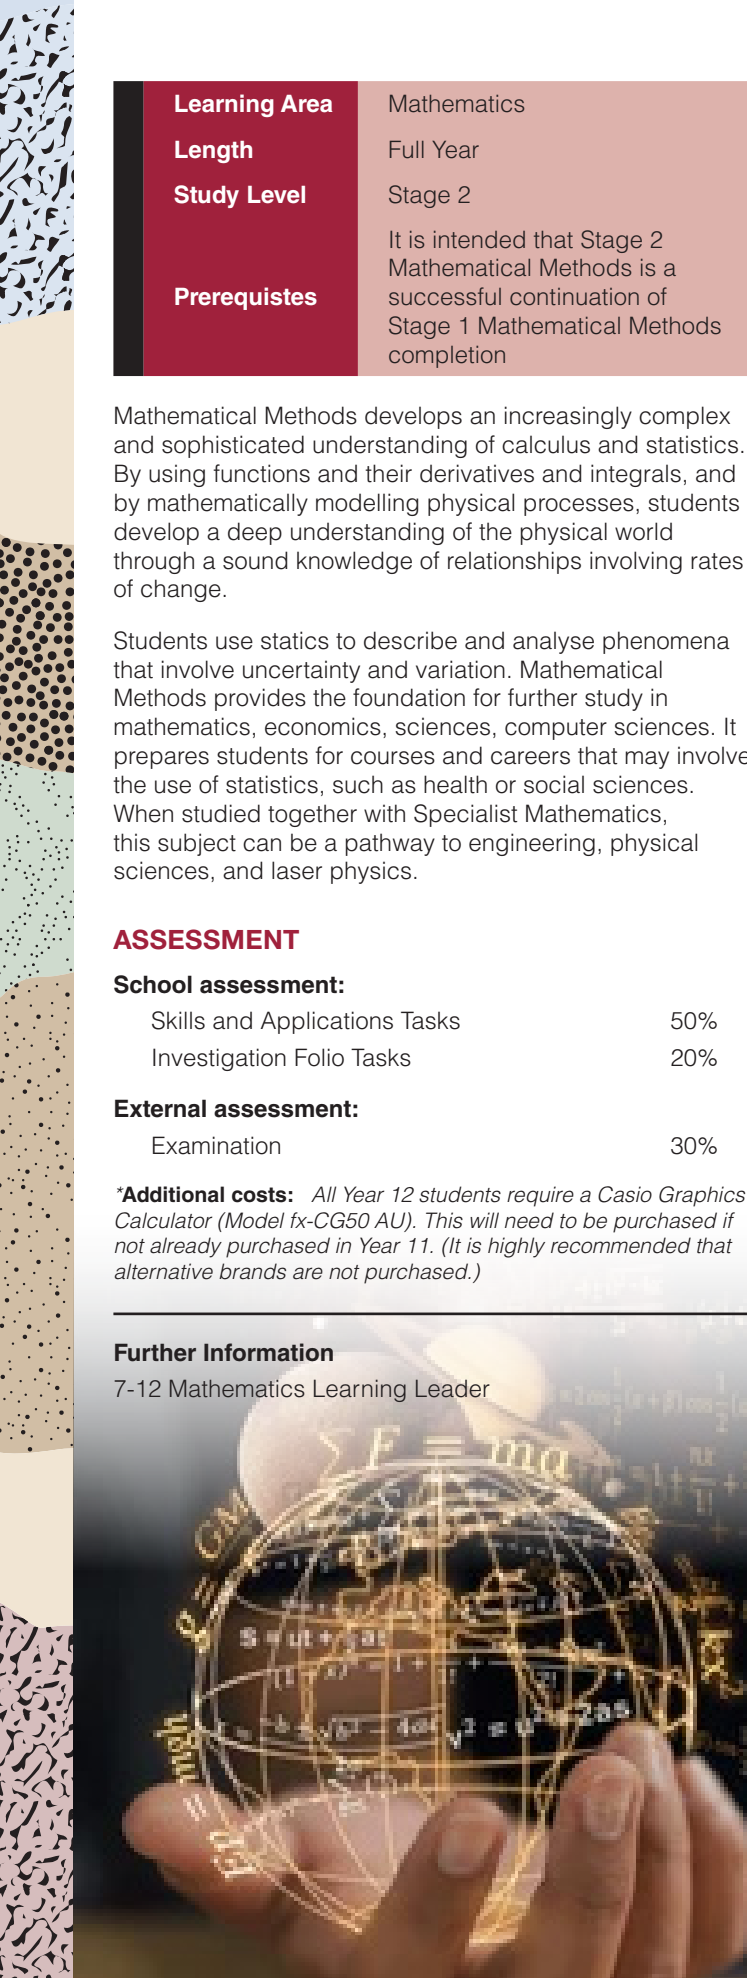 Learning Area Mathematics
Length Full Year
Study Level Stage 2
Prerequistes It is intended that Stage 2
Mathematical Methods is a
successful continuation of
Stage 1 Mathematical Methods
completion
Mathematical Methods develops an increasingly complex
and sophisticated understanding of calculus and statistics.
By using functions and their derivatives and integrals, and
by mathematically modelling physical processes, students
develop a deep understanding of the physical world
through a sound knowledge of relationships involving rates
of change.
Students use statics to describe and analyse phenomena
that involve uncertainty and variation. Mathematical
Methods provides the foundation for further study in
mathematics, economics, sciences, computer sciences. It
prepares students for courses and careers that may involve
the use of statistics, such as health or social sciences.
When studied together with Specialist Mathematics,
this subject can be a pathway to engineering, physical
sciences, and laser physics.
ASSESSMENT
School assessment:
Skills and Applications Tasks 50%
Investigation Folio Tasks 20%
External assessment:
Examination 30%
*Additional costs: All Year 12 students require a Casio Graphics
Calculator (Model fx-CG50 AU). This will need to be purchased if
not already purchased in Year 11. (It is highly recommended that
alternative brands are not purchased.)
Further Information
7-12 Mathematics Learning Leader
∑F = ma